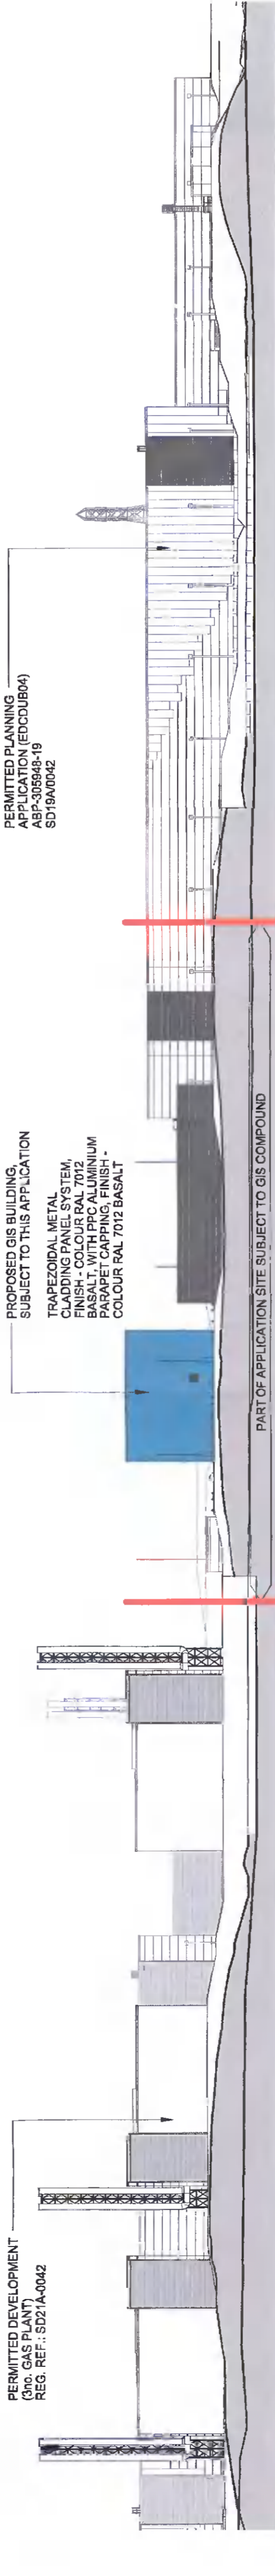 PERMITTED DEVELOPMENT
(3no. GAS PLANT)
REG. REF.: SD21A-0042
PROPOSED GIS BUILDING,
SUBJECT TO THIS APPLICATION
TRAPEZOIDAL METAL
CLADDING PANEL SYSTEM,
FINISH - COLOUR RAL 7012
BASALT, WITH PPC ALUMINIUM
PARAPET CAPPING, FINISH -
COLOUR RAL 7012 BASALT
PERMITTED PLANNING
APPLICATION (EDCDUB04)
ABP-305948-19
SD19A/0042
PART OF APPLICATION SITE SUBJECT TO GIS COMPOUND